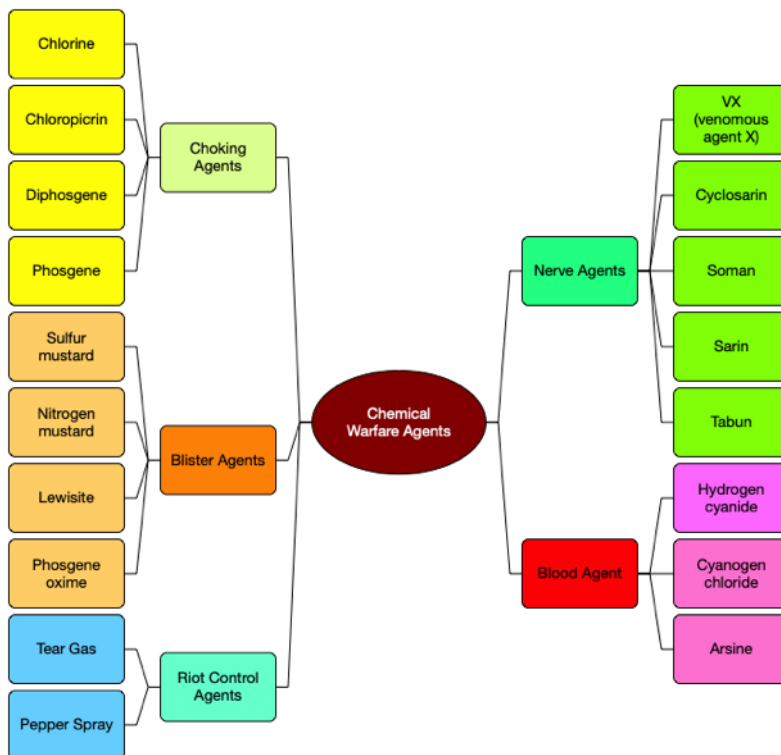 Chlorine
Chloropicrin
Diphosgene
Phosgene
Choking
Agents
Sulfur
mustard
Nitrogen
mustard
Lewisite
Phosgene
oxime
Blister Agents
Tear Gas
Pepper Spray
Riot Control
Agents
Chemical
Warfare Agents
Nerve Agents
VX
(venomous
agent X)
Cyclosarin
Soman
Sarin
Tabun
Blood Agent
Hydrogen
cyanide
Cyanogen
chloride
Arsine